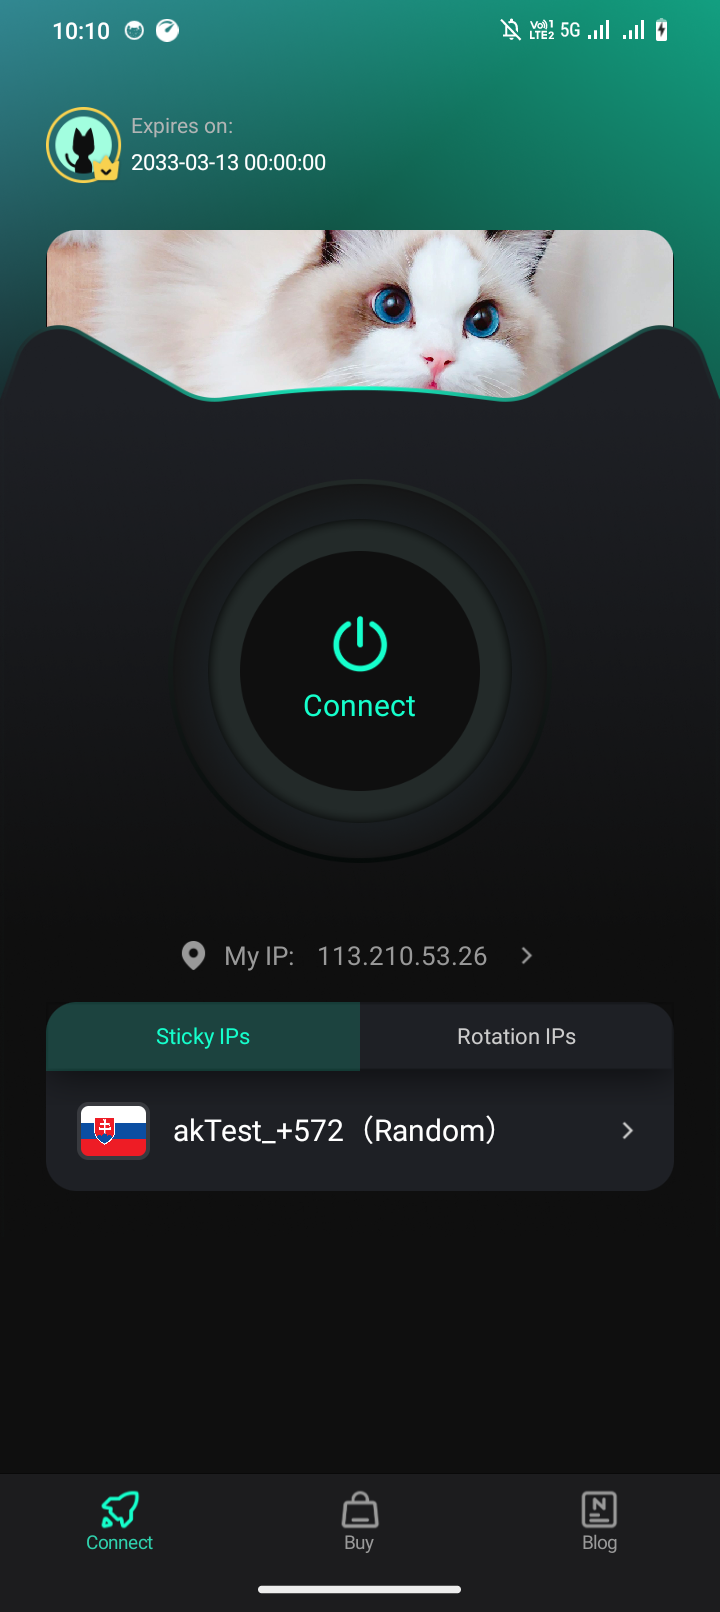 10:10
Vo) 1
LTE2
5G
Expires on:
2033-03-13 00:00:00
Connect
My IP: 113.210.53.26
Sticky IPs
Rotation IPs
akTest_+572（Random）
Connect
Buy
Blog